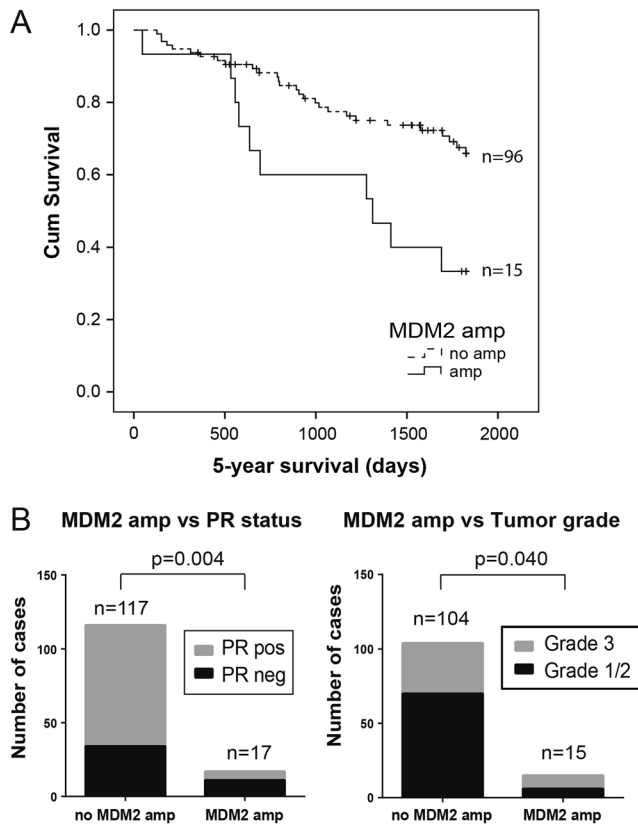 A
1.0
0.8
0.6
0.4
0.2
0.0
Cum Survival
n=96
n=15
MDM2 amp
no amp
amp
0 500 1000 1500 2000
5-year survival (days)
B
MDM2 amp vs PR status
p=0.004
150
100
50
0
Number of cases
n=117
PR pos
PR neg
n=17
no MDM2 amp MDM2 amp
MDM2 amp vs Tumor grade
p=0.040
150
100
50
0
Number of cases
n=104
Grade 3
Grade 1/2
n=15
no MDM2 amp MDM2 amp